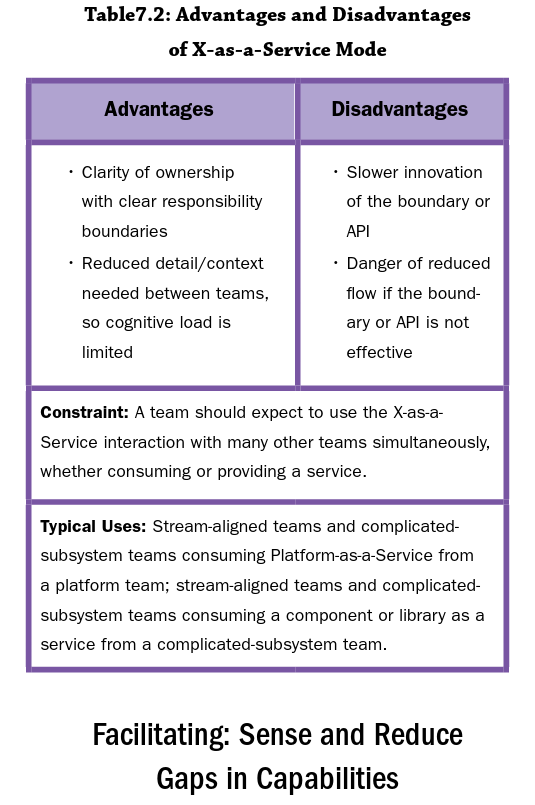 Table7.2: Advantages and Disadvantages
of X-as-a-Service Mode
Advantages
Disadvantages
· Clarity of ownership
with clear responsibility
boundaries
· Reduced detail/context
needed between teams,
so cognitive load is
limited
· Slower innovation
of the boundary or
API
· Danger of reduced
flow if the bound-
ary or API is not
effective
Constraint: A team should expect to use the X-as-a-
Service interaction with many other teams simultaneously,
whether consuming or providing a service.
Typical Uses: Stream-aligned teams and complicated-
subsystem teams consuming Platform-as-a-Service from
a platform team; stream-aligned teams and complicated-
subsystem teams consuming a component or library as a
service from a complicated-subsystem team.
Facilitating: Sense and Reduce
Gaps in Capabilities